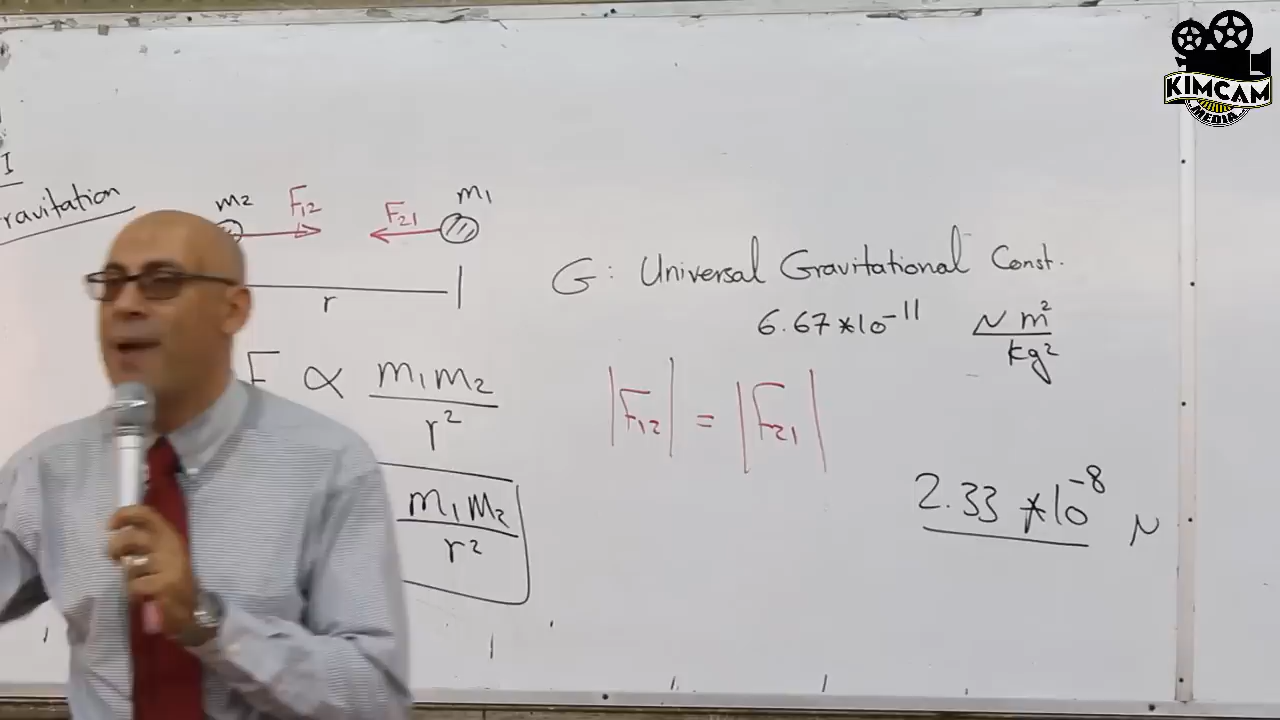 I
ravitation
m2 F12 F21 m1
r
F ∝ m1m2 / r²
m1m2 / r²
G: Universal Gravitational Const.
6.67*10⁻¹¹ N m² / kg²
|F12| = |F21|
2.33 *10⁻⁸ N
KIMCAM
MEDIA